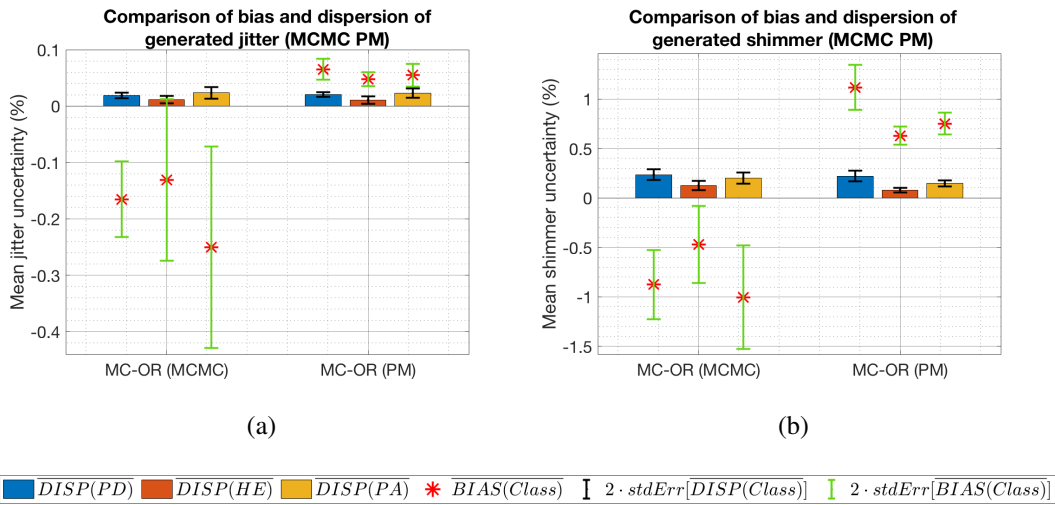 Comparison of bias and dispersion of
generated jitter (MCMC PM)
Mean jitter uncertainty (%)
0.1
0
-0.1
-0.2
-0.3
-0.4
MC-OR (MCMC)
MC-OR (PM)
(a)
Comparison of bias and dispersion of
generated shimmer (MCMC PM)
Mean shimmer uncertainty (%)
1
0.5
0
-0.5
-1
-1.5
MC-OR (MCMC)
MC-OR (PM)
(b)
DISP(PD) DISP(HE) DISP(PA) BIAS(Class) 2 · stdErr[DISP(Class)] 2 · stdErr[BIAS(Class)]